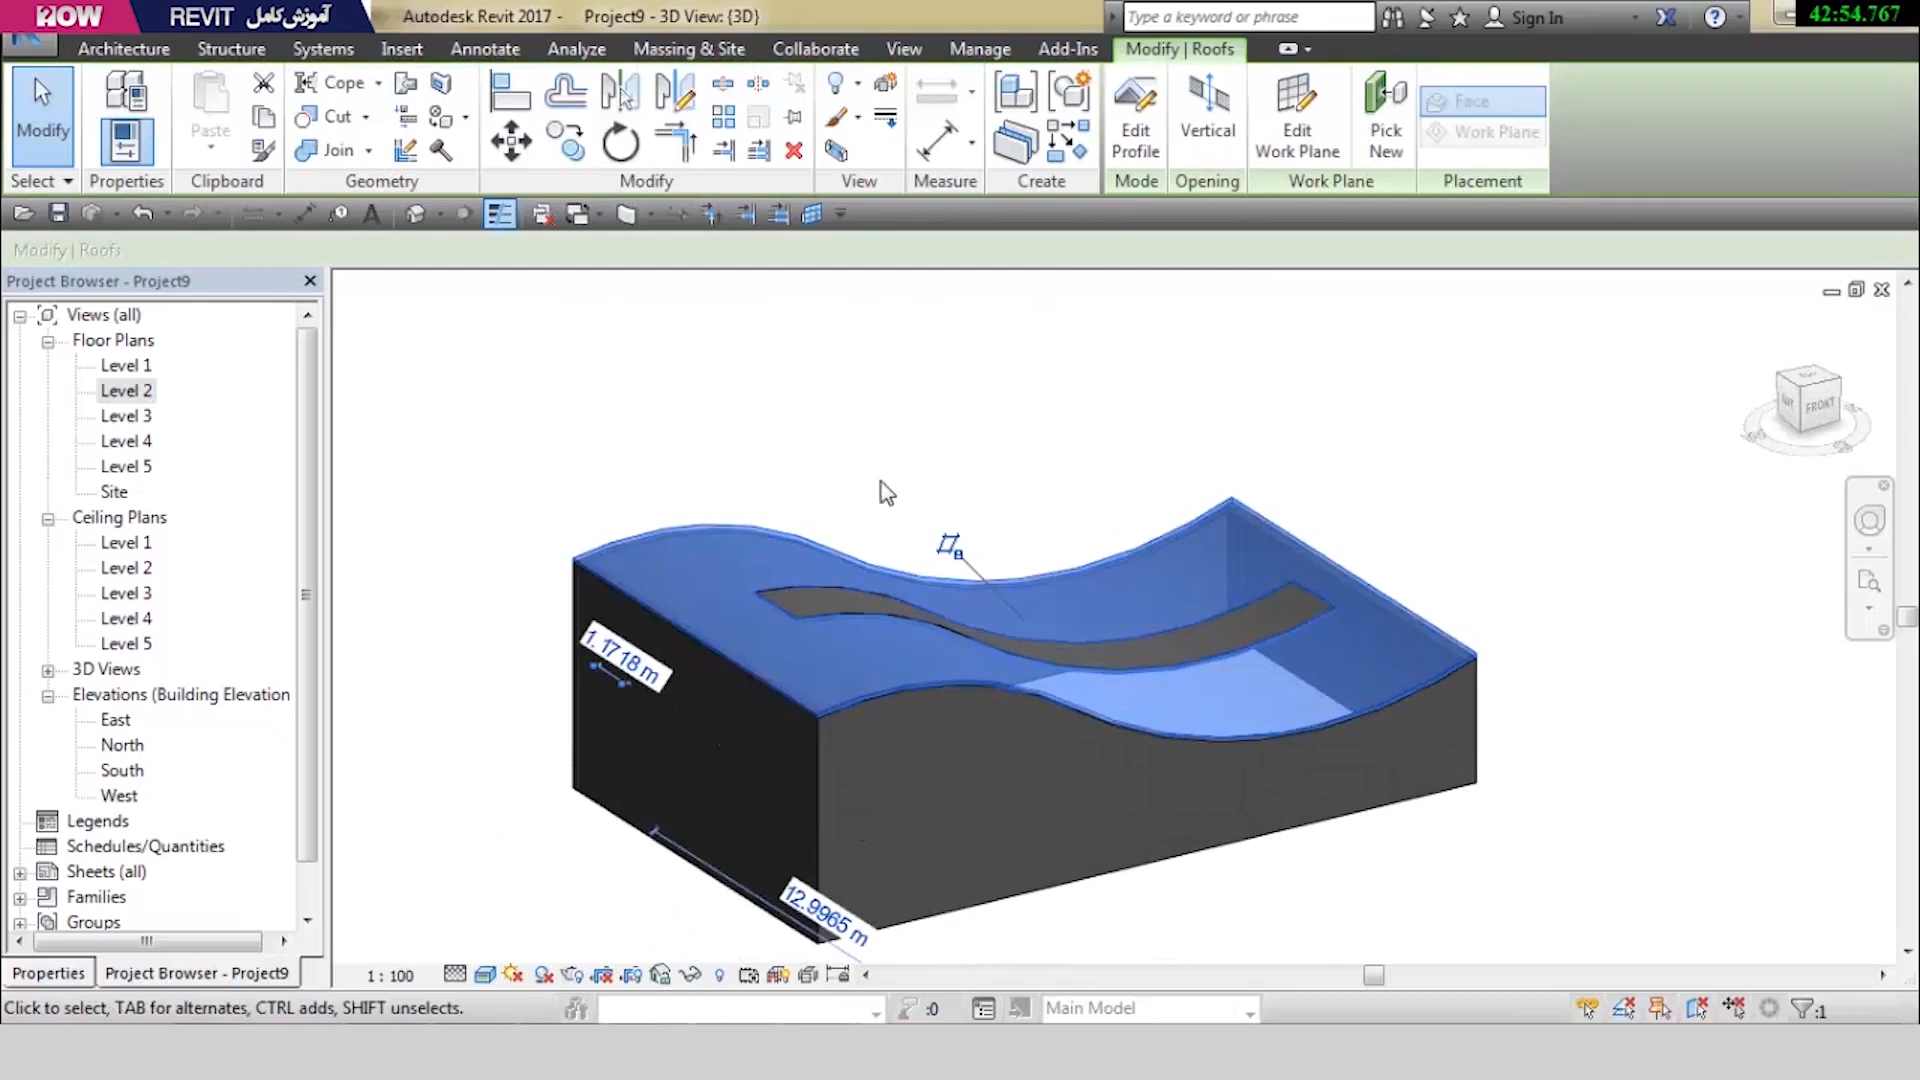 2NOW REVIT آموزش کامل
Autodesk Revit 2017 - Project9 - 3D View: {3D}
Type a keyword or phrase
Sign In
42:54.767
Architecture Structure Systems Insert Annotate Analyze Massing & Site Collaborate View Manage Add-Ins Modify | Roofs
Modify
Cope
Cut
Join
Paste
Edit Profile
Vertical
Edit Work Plane
Pick New
Face
Work Plane
Select Properties Clipboard Geometry Modify View Measure Create Mode Opening Work Plane Placement
Modify | Roofs
Project Browser - Project9
Views (all)
Floor Plans
Level 1
Level 2
Level 3
Level 4
Level 5
Site
Ceiling Plans
Level 1
Level 2
Level 3
Level 4
Level 5
3D Views
Elevations (Building Elevation
East
North
South
West
Legends
Schedules/Quantities
Sheets (all)
Families
Groups
FRONT
1.1718 m
12.9965 m
Properties Project Browser - Project9
1 : 100
Click to select, TAB for alternates, CTRL adds, SHIFT unselects.
:0
Main Model
:1